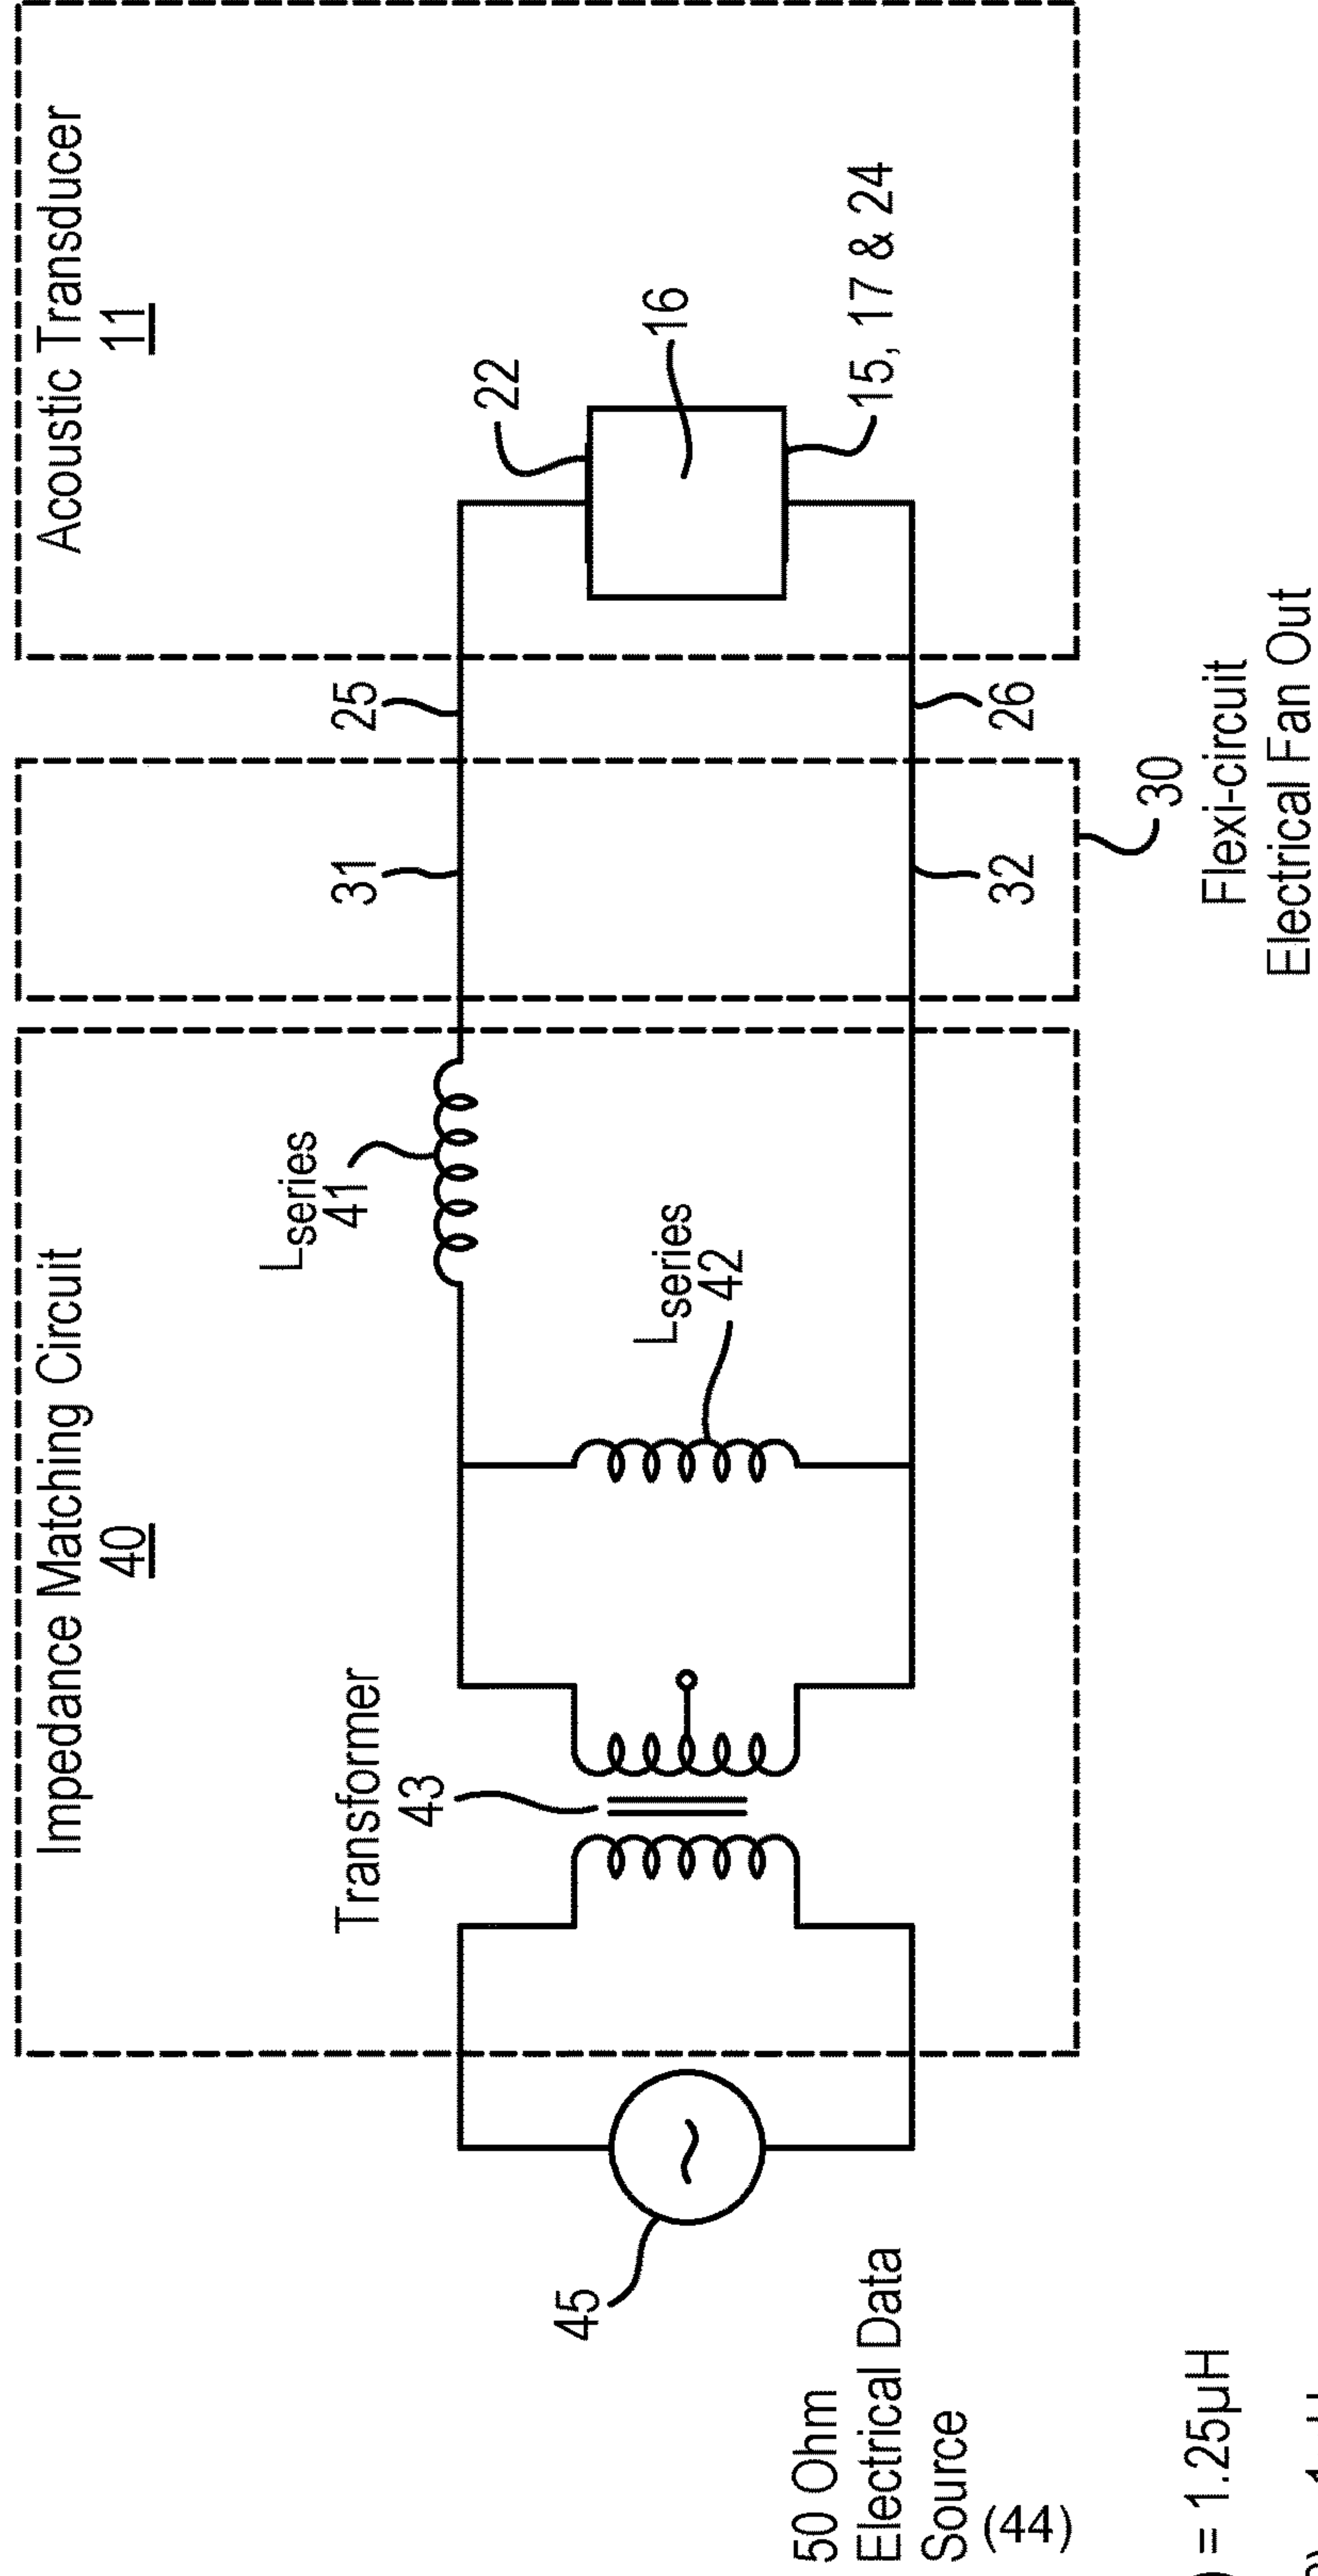 Impedance Matching Circuit
40
Acoustic Transducer
11
Transformer
43
Lseries
41
Lseries
42
31
25
22
16
15, 17 & 24
32
26
30
Flexi-circuit
Electrical Fan Out
45
50 Ohm
Electrical Data
Source
(44)
) = 1.25µH